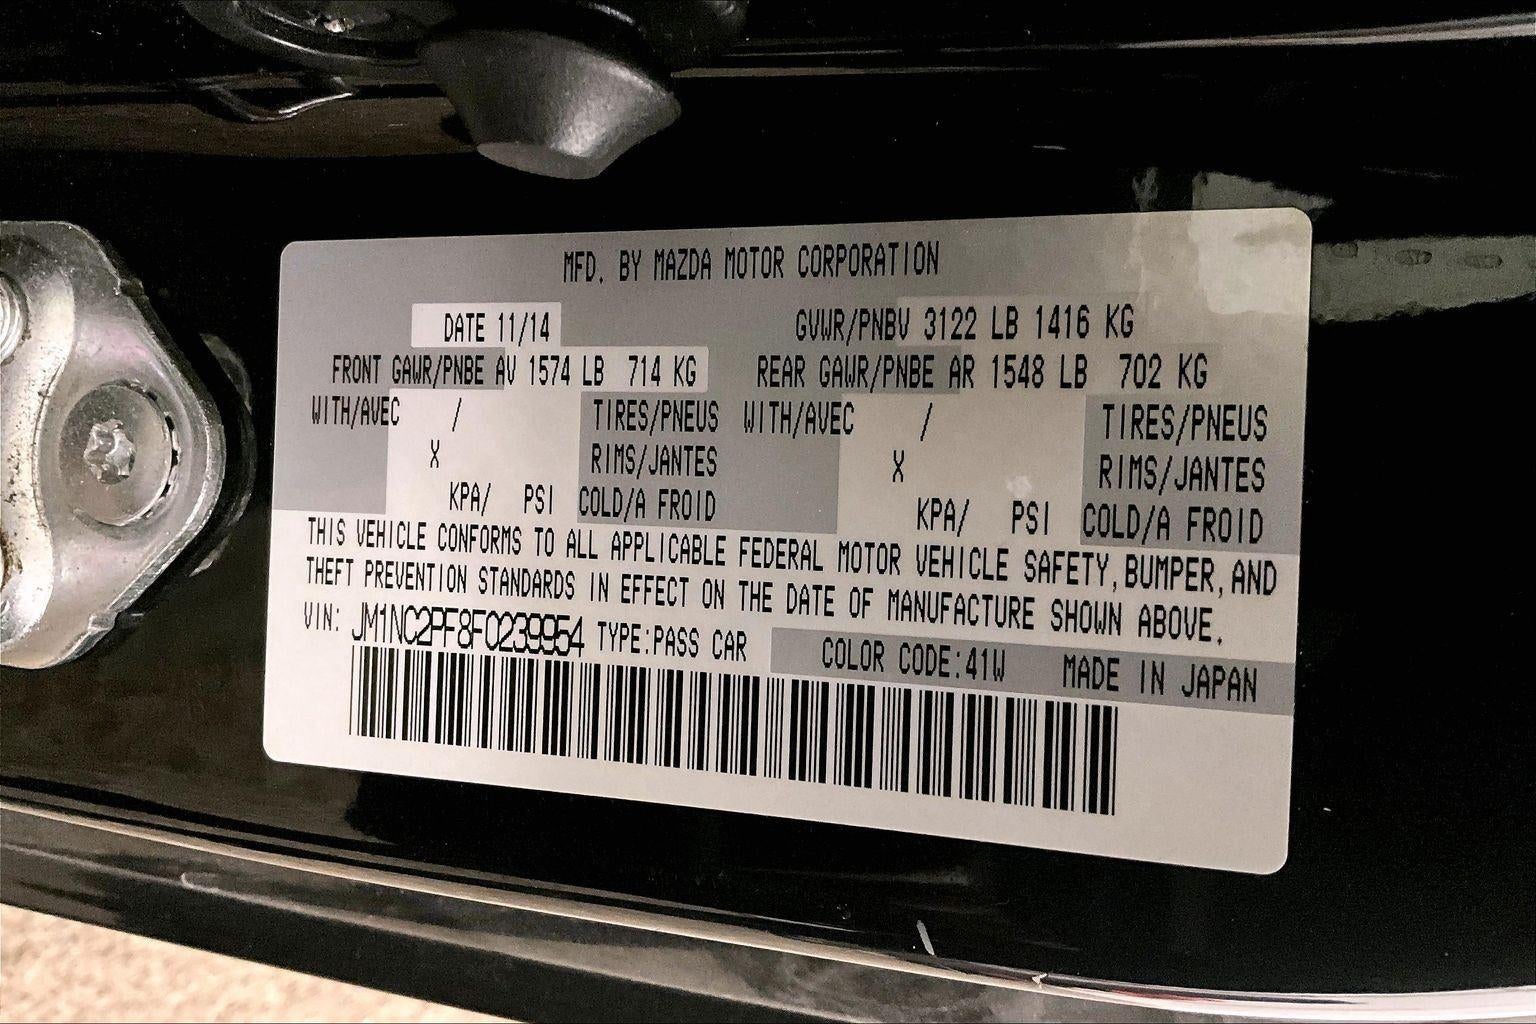 MFD. BY MAZDA MOTOR CORPORATION
DATE 11/14 GVWR/PNBV 3122 LB 1416 KG
FRONT GAWR/PNBE AV 1574 LB 714 KG REAR GAWR/PNBE AR 1548 LB 702 KG
WITH/AVEC / TIRES/PNEUS WITH/AVEC / TIRES/PNEUS
X RIMS/JANTES X RIMS/JANTES
KPA/ PSI COLD/A FROID KPA/ PSI COLD/A FROID
THIS VEHICLE CONFORMS TO ALL APPLICABLE FEDERAL MOTOR VEHICLE SAFETY, BUMPER, AND
THEFT PREVENTION STANDARDS IN EFFECT ON THE DATE OF MANUFACTURE SHOWN ABOVE.
VIN: JM1NC2PF8F0239954 TYPE:PASS CAR COLOR CODE:41W MADE IN JAPAN